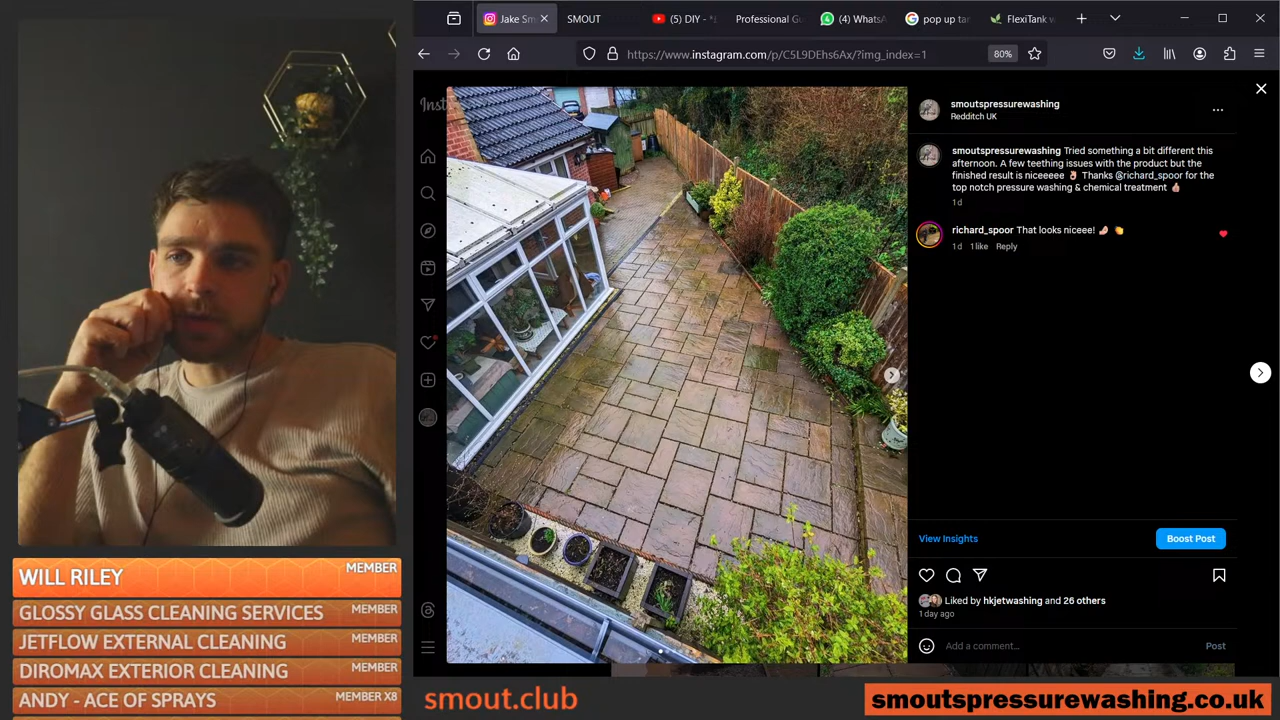 Jake Sm
SMOUT
(5) DIY -
Professional Gu
(4) WhatsA
pop up tan
FlexiTank
https://www.instagram.com/p/C5L9DEhs6Ax/?img_index=1
80%
Inst
smoutspressurewashing
Redditch UK
smoutspressurewashing Tried something a bit different this
afternoon. A few teething issues with the product but the
finished result is niceeeee 👌🏼 Thanks @richard_spoor for the
top notch pressure washing & chemical treatment 👍🏼
1d
richard_spoor That looks niceee! 👌🏼 👏
1d 1 like Reply
View Insights
Boost Post
Liked by hkjetwashing and 26 others
1 day ago
Add a comment...
Post
WILL RILEY
MEMBER
GLOSSY GLASS CLEANING SERVICES
MEMBER
JETFLOW EXTERNAL CLEANING
MEMBER
DIROMAX EXTERIOR CLEANING
MEMBER
ANDY - ACE OF SPRAYS
MEMBER X8
smout.club
smoutspressurewashing.co.uk